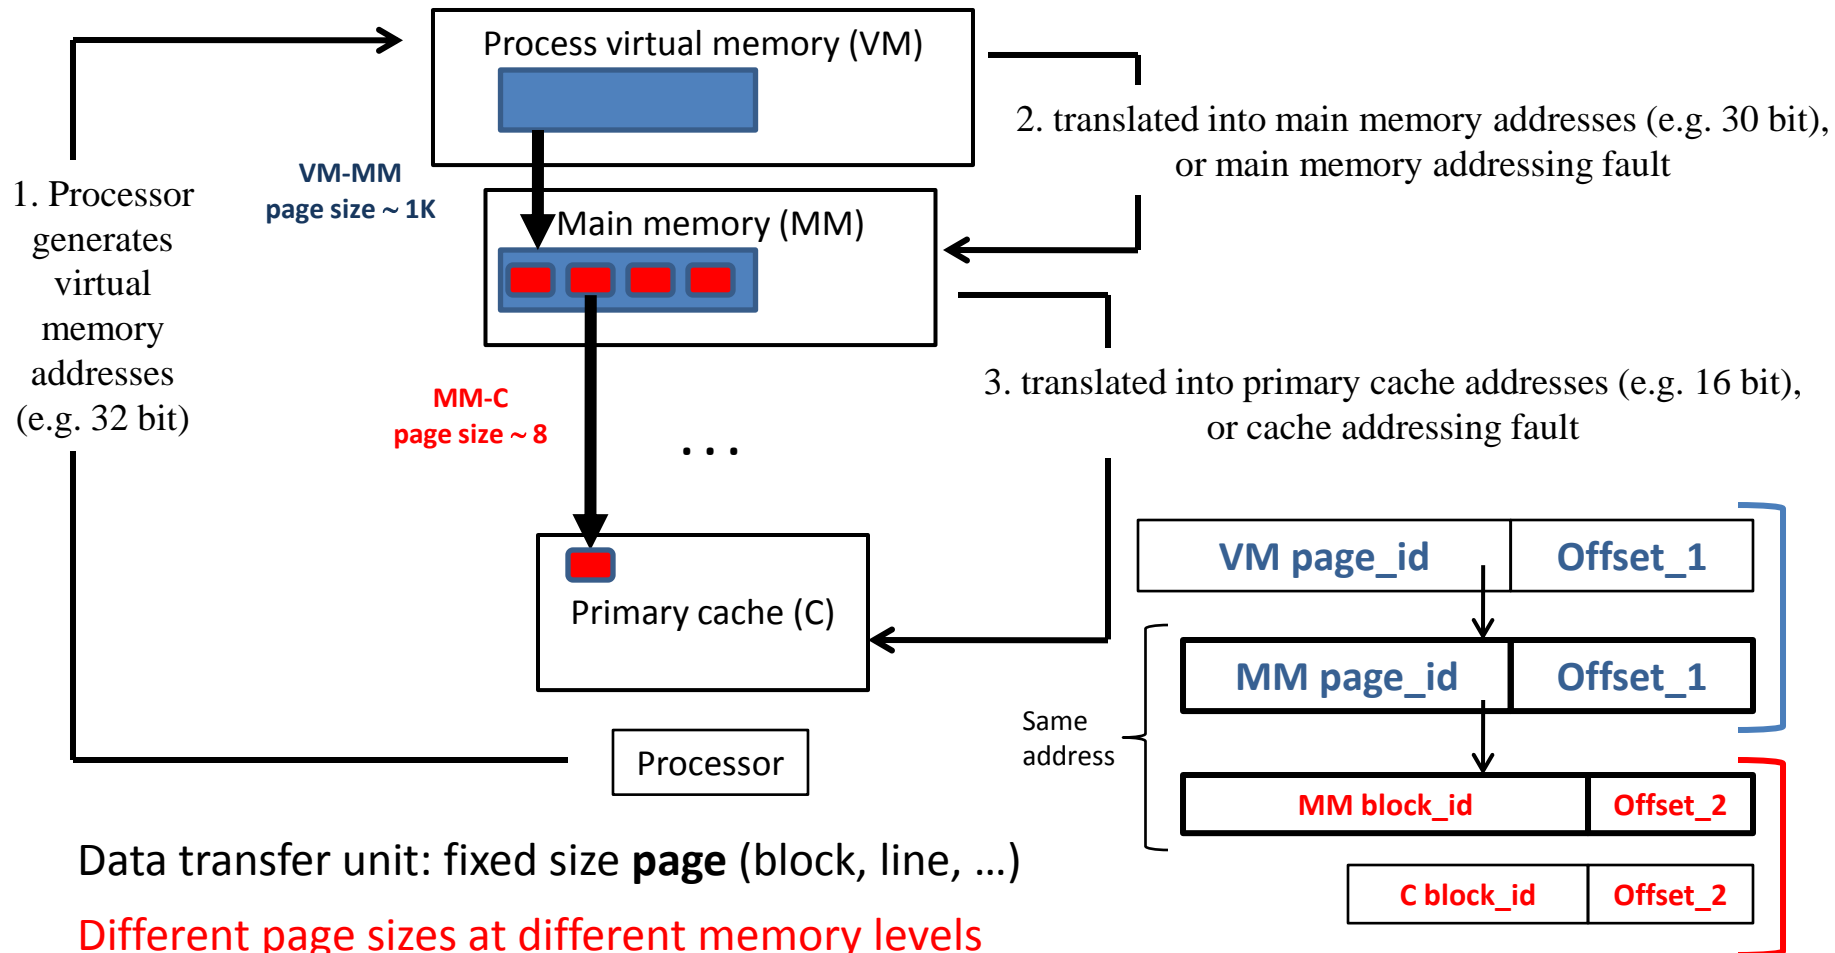 Process virtual memory (VM)
2. translated into main memory addresses (e.g. 30 bit),
or main memory addressing fault
VM-MM
page size ~ 1K
1. Processor
generates
virtual
memory
addresses
(e.g. 32 bit)
Main memory (MM)
3. translated into primary cache addresses (e.g. 16 bit),
or cache addressing fault
MM-C
page size ~ 8
...
Primary cache (C)
VM page_id Offset_1
MM page_id Offset_1
Same
address
Processor
MM block_id Offset_2
C block_id Offset_2
Data transfer unit: fixed size page (block, line, …)
Different page sizes at different memory levels